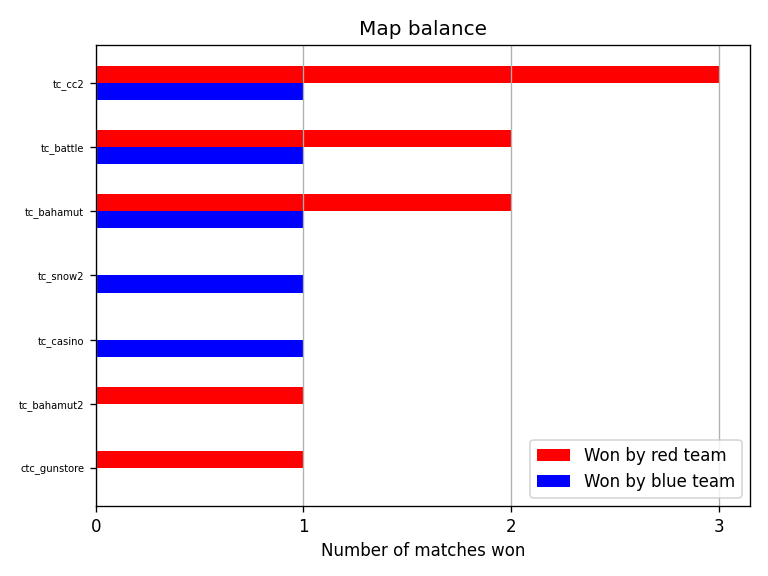 Map balance
tc_cc2
tc_battle
tc_bahamut
tc_snow2
tc_casino
tc_bahamut2
ctc_gunstore
Won by red team
Won by blue team
0 1 2 3
Number of matches won